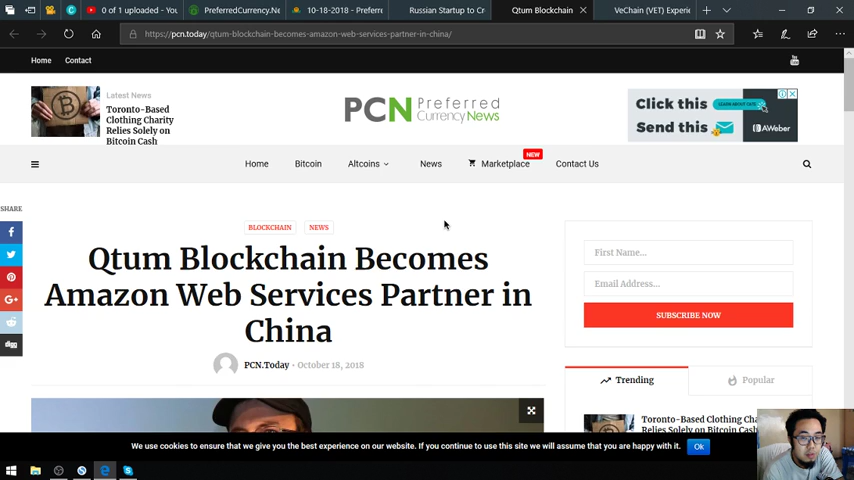 0 of 1 uploaded - You
PreferredCurrency.Ne
10-18-2018 - Preferre
Russian Startup to Cr
Qtum Blockchain
VeChain (VET) Experie
https://pcn.today/qtum-blockchain-becomes-amazon-web-services-partner-in-china/
Home Contact
You
Latest News
Toronto-Based
Clothing Charity
Relies Solely on
Bitcoin Cash
PCN Preferred
Currency News
Click this
Send this
AWeber
Home Bitcoin Altcoins News Marketplace NEW Contact Us
SHARE
BLOCKCHAIN NEWS
Qtum Blockchain Becomes
Amazon Web Services Partner in
China
PCN.Today - October 18, 2018
First Name...
Email Address...
SUBSCRIBE NOW
Trending Popular
Toronto-Based Clothing Cha
We use cookies to ensure that we give you the best experience on our website. If you continue to use this site we will assume that you are happy with it. Ok